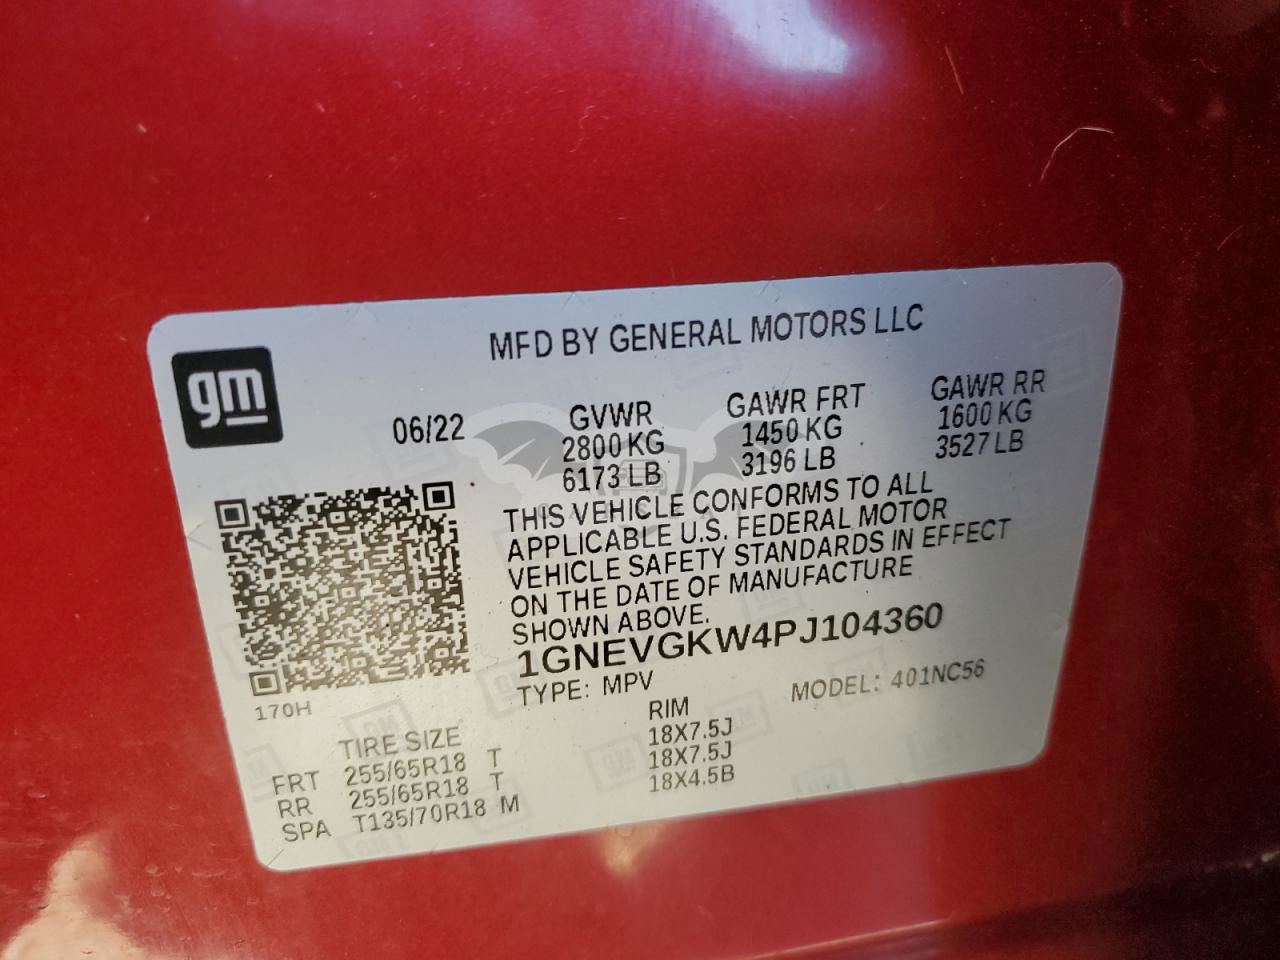 MFD BY GENERAL MOTORS LLC
gm
06/22
GVWR GAWR FRT GAWR RR
2800 KG 1450 KG 1600 KG
6173 LB 3196 LB 3527 LB
THIS VEHICLE CONFORMS TO ALL
APPLICABLE U.S. FEDERAL MOTOR
VEHICLE SAFETY STANDARDS IN EFFECT
ON THE DATE OF MANUFACTURE
SHOWN ABOVE.
1GNEVGKW4PJ104360
TYPE: MPV MODEL: 401NC56
170H
TIRE SIZE RIM
FRT 255/65R18 T 18X7.5J
RR 255/65R18 T 18X7.5J
SPA T135/70R18 M 18X4.5B